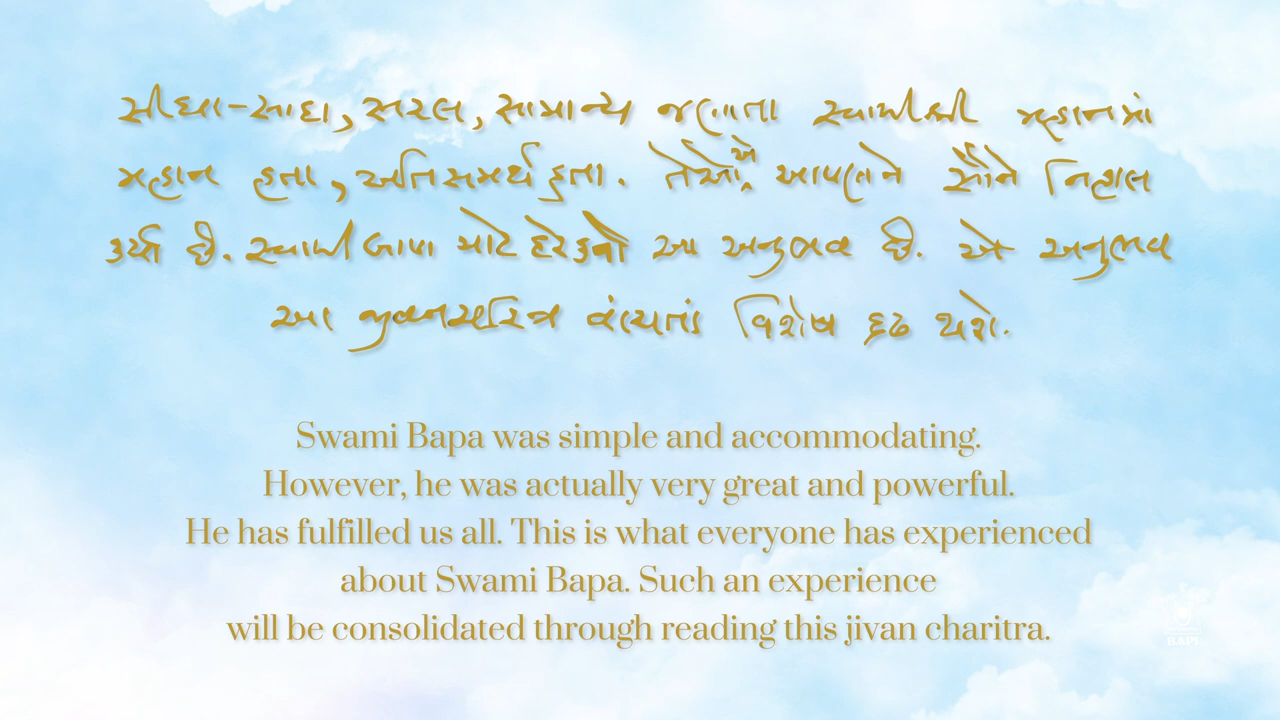 સીધા-સાદા, સરલ, સામાન્ય જણાતા સ્વામીશ્રી મહાનમાં
મહાન હતા, અતિસમર્થ હતા. તેઓએ આપણને સૌને નિહાલ
કર્યા છે. સ્વામીબાપા માટે દરેકનો આ અનુભવ છે. એ અનુભવ
આ જીવનચરિત્ર વાંચતાં વિશેષ દૃઢ થશે.
Swami Bapa was simple and accommodating.
However, he was actually very great and powerful.
He has fulfilled us all. This is what everyone has experienced
about Swami Bapa. Such an experience
will be consolidated through reading this jivan charitra.
BAPS